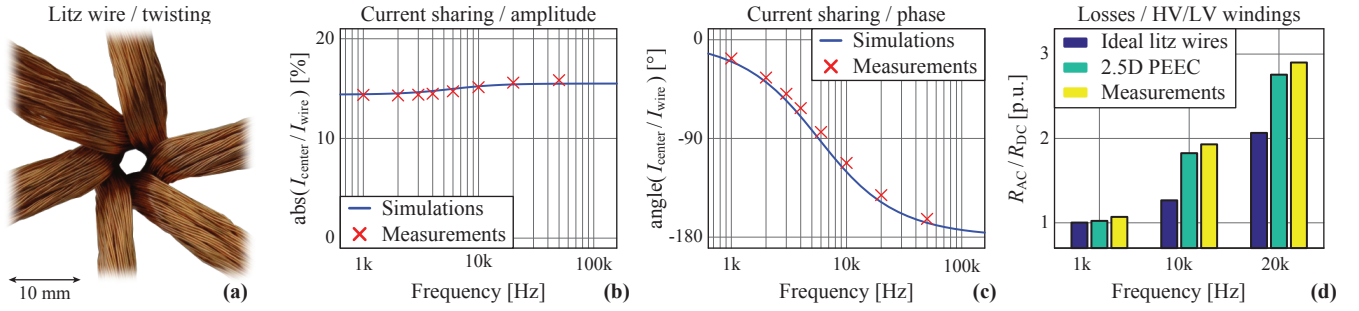 Litz wire / twisting
10 mm
(a)
Current sharing / amplitude
abs( I_center / I_wire ) [%]
20
10
0
Simulations
Measurements
1k
10k
100k
Frequency [Hz]
(b)
Current sharing / phase
angle( I_center / I_wire ) [°]
0
-90
-180
Simulations
Measurements
1k
10k
100k
Frequency [Hz]
(c)
Losses / HV/LV windings
R_AC / R_DC [p.u.]
3
2
1
Ideal litz wires
2.5D PEEC
Measurements
1k
10k
20k
Frequency [Hz]
(d)